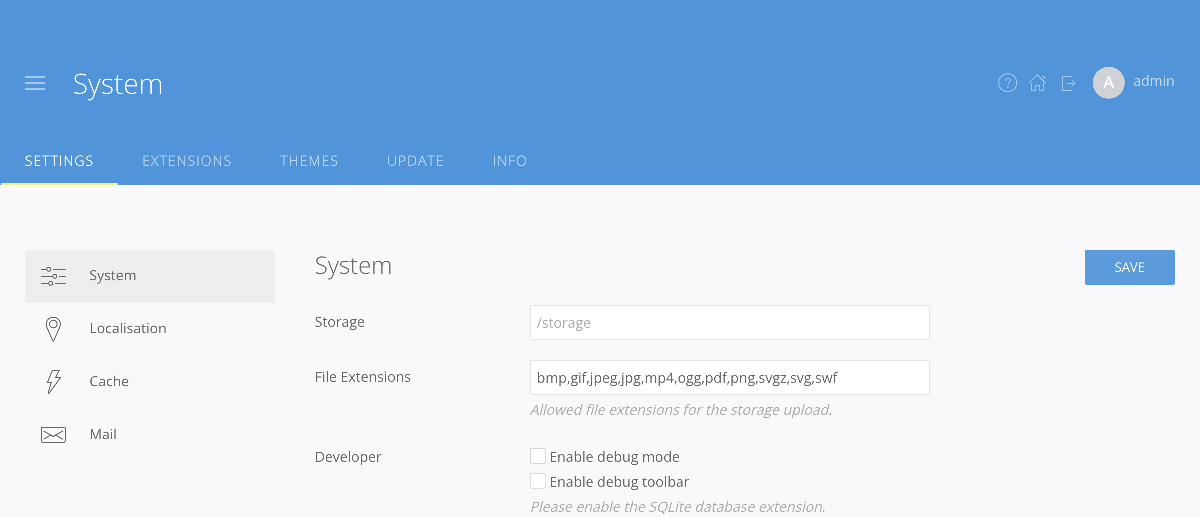 System
A admin
SETTINGS EXTENSIONS THEMES UPDATE INFO
System
Localisation
Cache
Mail
System
SAVE
Storage /storage
File Extensions bmp,gif,jpeg,jpg,mp4,ogg,pdf,png,svgz,svg,swf
Allowed file extensions for the storage upload.
Developer Enable debug mode
Enable debug toolbar
Please enable the SQLite database extension.